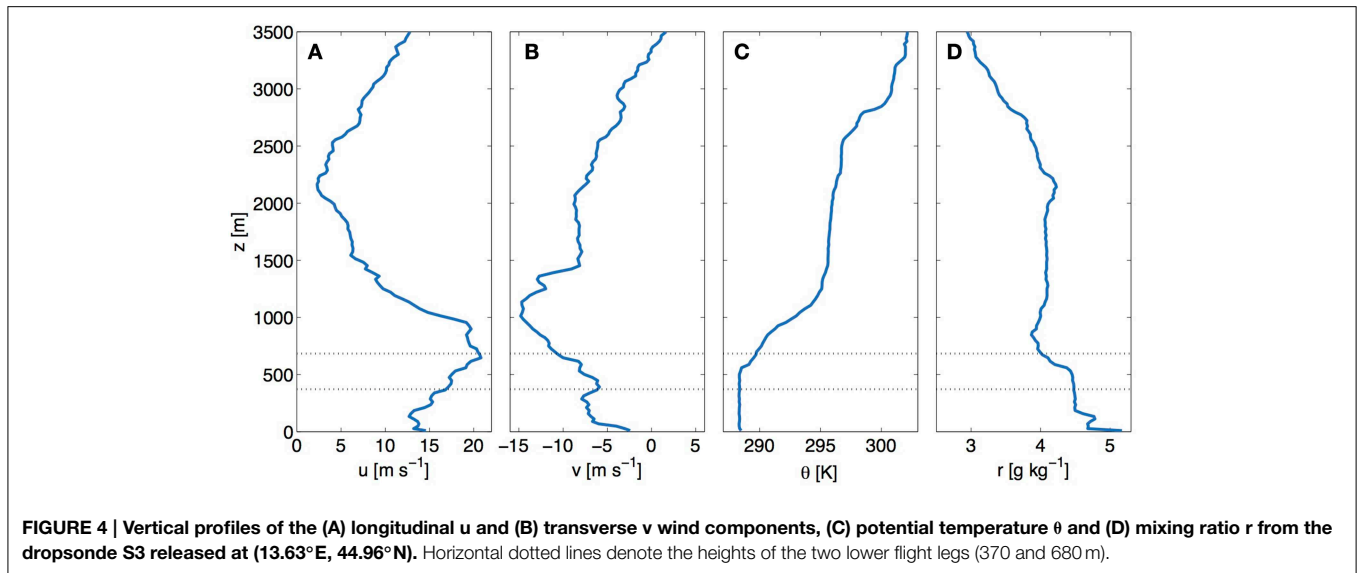 A
B
C
D
3500
3000
2500
2000
1500
1000
500
0
z [m]
0 5 10 15 20
u [m s⁻¹]
−15 −10 −5 0 5
v [m s⁻¹]
290 295 300
θ [K]
3 4 5
r [g kg⁻¹]
FIGURE 4 | Vertical profiles of the (A) longitudinal u and (B) transverse v wind components, (C) potential temperature θ and (D) mixing ratio r from the
dropsonde S3 released at (13.63°E, 44.96°N). Horizontal dotted lines denote the heights of the two lower flight legs (370 and 680 m).